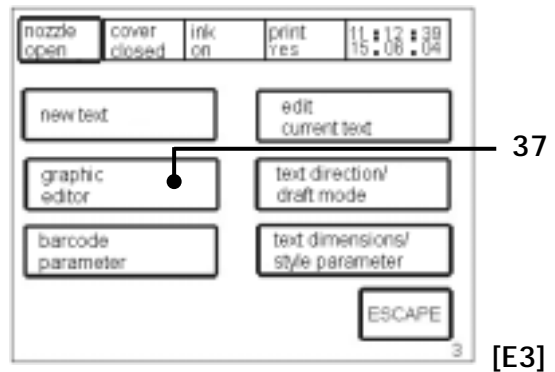 nozzle open
cover closed
ink on
print Yes
11:12:39
15.08.04
new text
edit
current text
graphic
editor
text direction/
draft mode
37
barcode
parameter
text dimensions/
style parameter
ESCAPE
3
[E3]